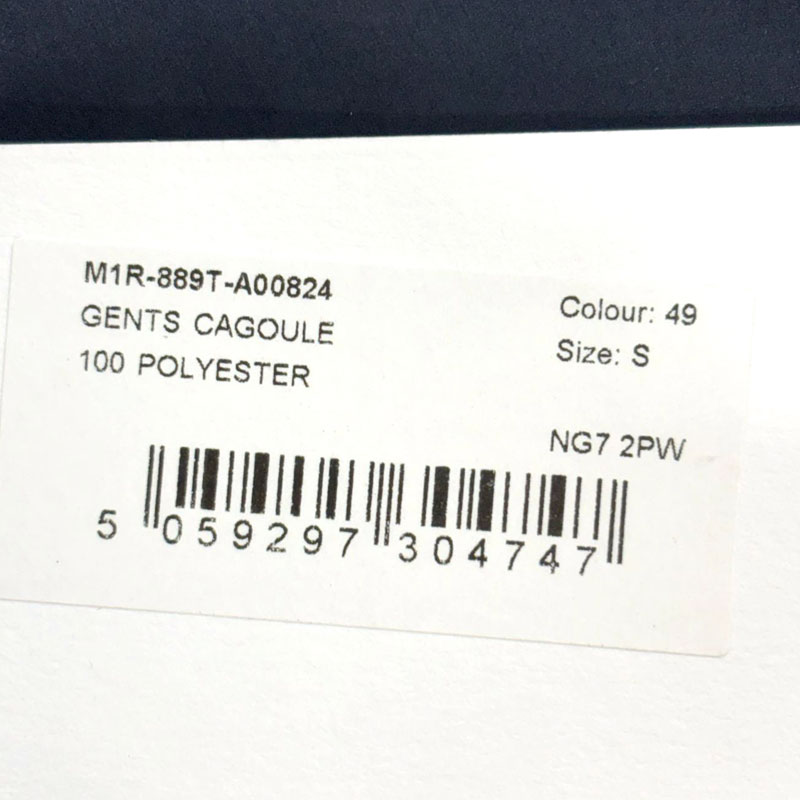 M1R-889T-A00824
GENTS CAGOULE
100 POLYESTER
Colour: 49
Size: S
NG7 2PW
5 059297 304747